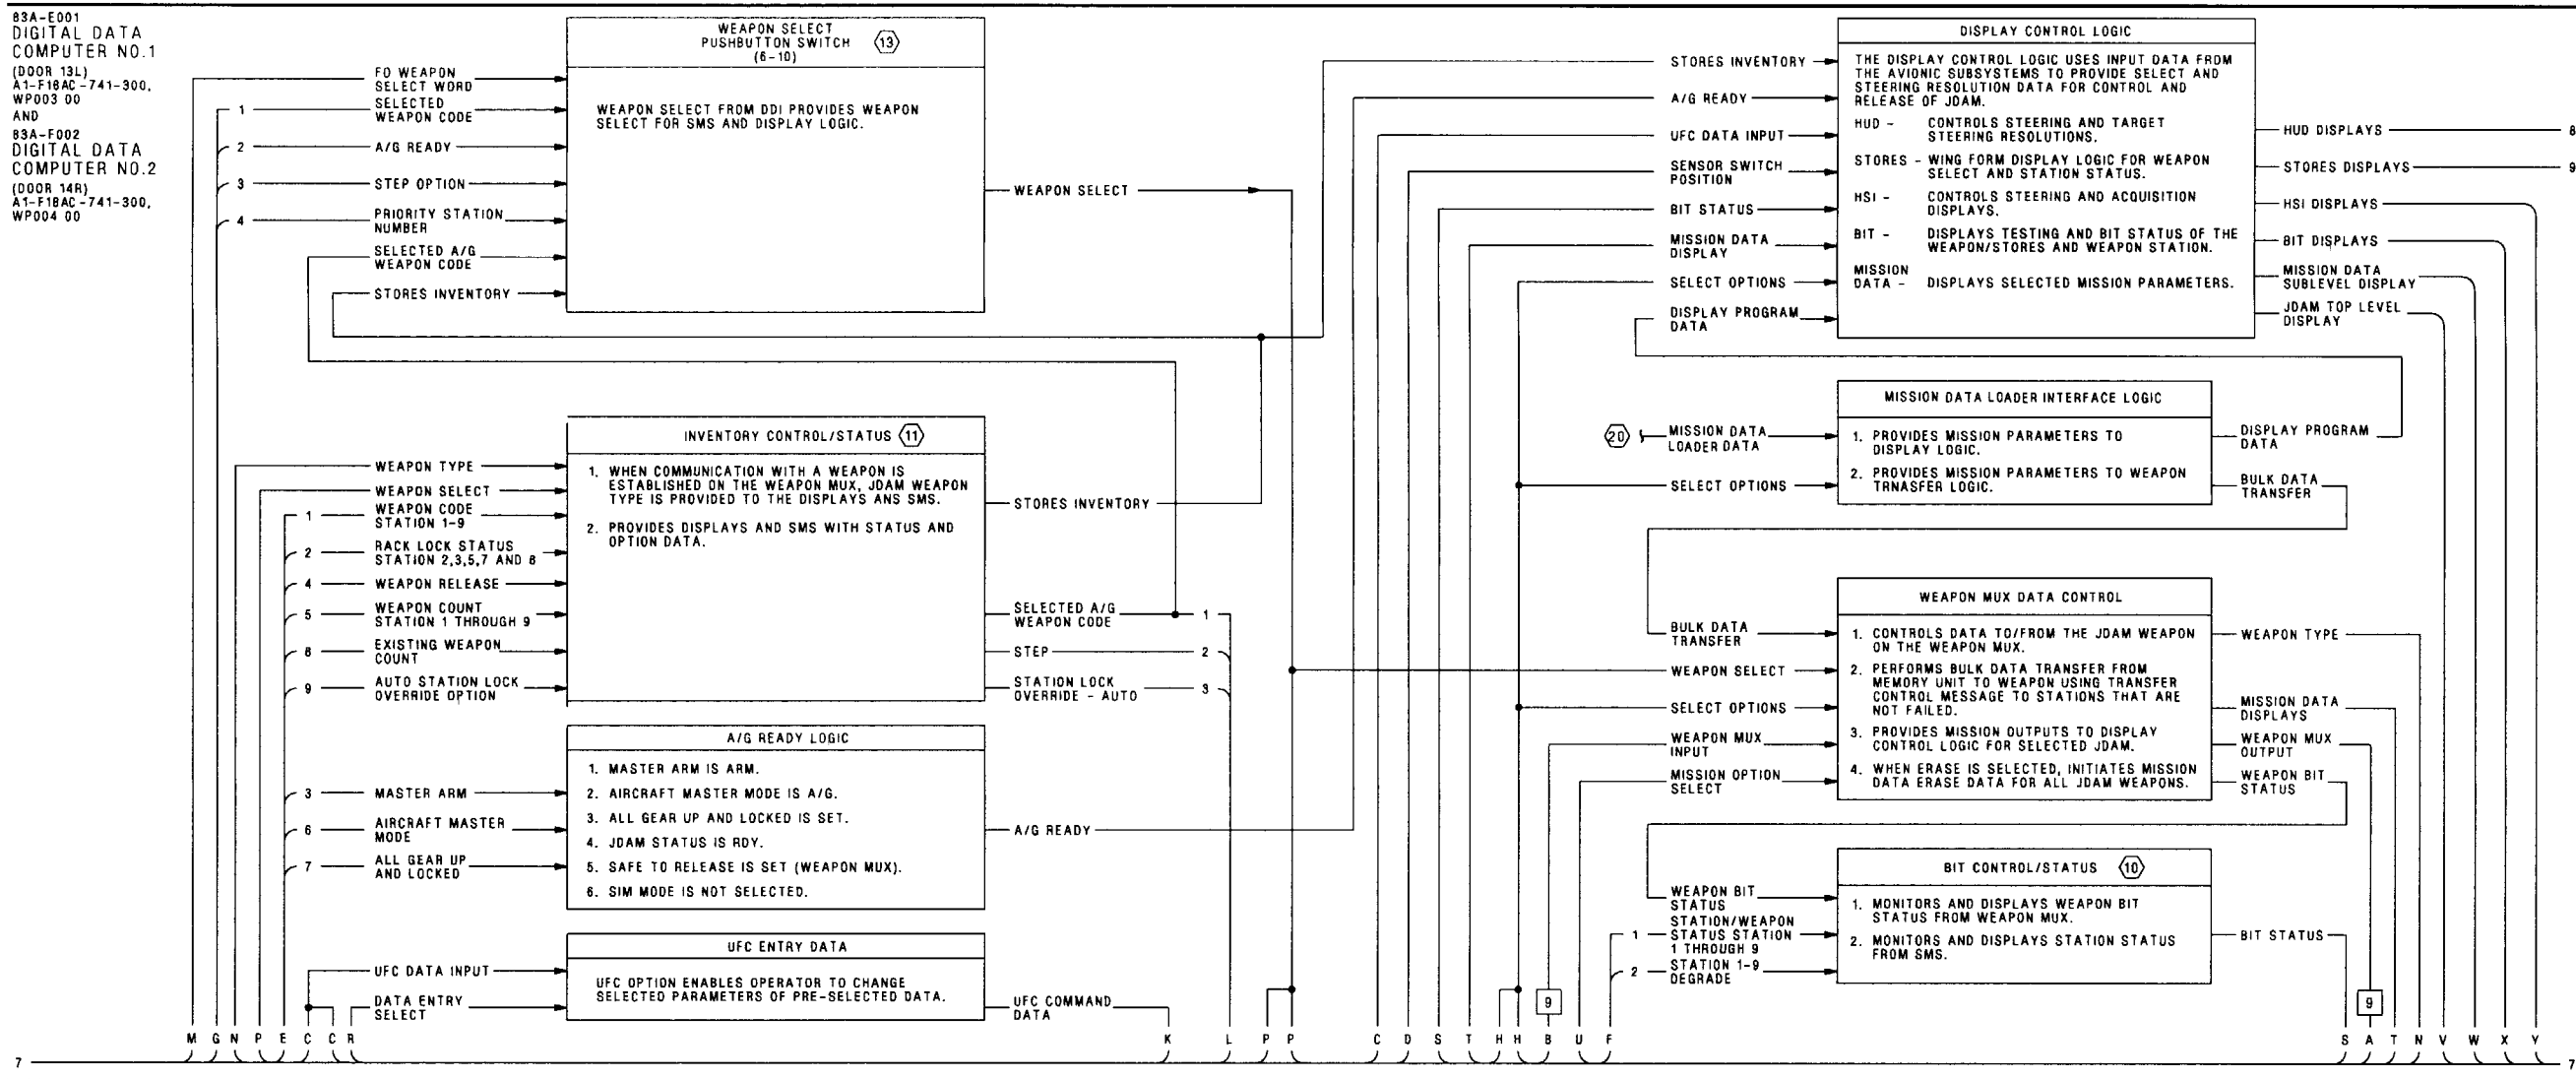 83A-E001
DIGITAL DATA
COMPUTER NO.1
(DOOR 13L)
A1-F18AC-741-300,
WP003 00
AND
83A-F002
DIGITAL DATA
COMPUTER NO.2
(DOOR 14R)
A1-F18AC-741-300,
WP004 00
WEAPON SELECT
PUSHBUTTON SWITCH
(6-10)
13
FO WEAPON
SELECT WORD
1
SELECTED
WEAPON CODE
2
A/G READY
3
STEP OPTION
4
PRIORITY STATION
NUMBER
SELECTED A/G
WEAPON CODE
STORES INVENTORY
WEAPON SELECT FROM DDI PROVIDES WEAPON
SELECT FOR SMS AND DISPLAY LOGIC.
WEAPON SELECT
INVENTORY CONTROL/STATUS 11
WEAPON TYPE
WEAPON SELECT
1
WEAPON CODE
STATION 1-9
2
RACK LOCK STATUS
STATION 2,3,5,7 AND 8
4
WEAPON RELEASE
5
WEAPON COUNT
STATION 1 THROUGH 9
8
EXISTING WEAPON
COUNT
9
AUTO STATION LOCK
OVERRIDE OPTION
1. WHEN COMMUNICATION WITH A WEAPON IS
ESTABLISHED ON THE WEAPON MUX, JDAM WEAPON
TYPE IS PROVIDED TO THE DISPLAYS ANS SMS.
2. PROVIDES DISPLAYS AND SMS WITH STATUS AND
OPTION DATA.
STORES INVENTORY
SELECTED A/G
WEAPON CODE
1
STEP
2
STATION LOCK
OVERRIDE - AUTO
3
A/G READY LOGIC
3
MASTER ARM
6
AIRCRAFT MASTER
MODE
7
ALL GEAR UP
AND LOCKED
1. MASTER ARM IS ARM.
2. AIRCRAFT MASTER MODE IS A/G.
3. ALL GEAR UP AND LOCKED IS SET.
4. JDAM STATUS IS RDY.
5. SAFE TO RELEASE IS SET (WEAPON MUX).
6. SIM MODE IS NOT SELECTED.
A/G READY
UFC ENTRY DATA
UFC DATA INPUT
DATA ENTRY
SELECT
UFC OPTION ENABLES OPERATOR TO CHANGE
SELECTED PARAMETERS OF PRE-SELECTED DATA.
UFC COMMAND
DATA
DISPLAY CONTROL LOGIC
STORES INVENTORY
A/G READY
UFC DATA INPUT
SENSOR SWITCH
POSITION
BIT STATUS
MISSION DATA
DISPLAY
SELECT OPTIONS
DISPLAY PROGRAM
DATA
THE DISPLAY CONTROL LOGIC USES INPUT DATA FROM
THE AVIONIC SUBSYSTEMS TO PROVIDE SELECT AND
STEERING RESOLUTION DATA FOR CONTROL AND
RELEASE OF JDAM.
HUD - CONTROLS STEERING AND TARGET
STEERING RESOLUTIONS.
STORES - WING FORM DISPLAY LOGIC FOR WEAPON
SELECT AND STATION STATUS.
HSI - CONTROLS STEERING AND ACQUISITION
DISPLAYS.
BIT - DISPLAYS TESTING AND BIT STATUS OF THE
WEAPON/STORES AND WEAPON STATION.
MISSION
DATA - DISPLAYS SELECTED MISSION PARAMETERS.
HUD DISPLAYS
8
STORES DISPLAYS
9
HSI DISPLAYS
BIT DISPLAYS
MISSION DATA
SUBLEVEL DISPLAY
JDAM TOP LEVEL
DISPLAY
MISSION DATA LOADER INTERFACE LOGIC
20
MISSION DATA
LOADER DATA
SELECT OPTIONS
1. PROVIDES MISSION PARAMETERS TO
DISPLAY LOGIC.
2. PROVIDES MISSION PARAMETERS TO WEAPON
TRNASFER LOGIC.
DISPLAY PROGRAM
DATA
BULK DATA
TRANSFER
WEAPON MUX DATA CONTROL
BULK DATA
TRANSFER
WEAPON SELECT
SELECT OPTIONS
WEAPON MUX
INPUT
MISSION OPTION
SELECT
1. CONTROLS DATA TO/FROM THE JDAM WEAPON
ON THE WEAPON MUX.
2. PERFORMS BULK DATA TRANSFER FROM
MEMORY UNIT TO WEAPON USING TRANSFER
CONTROL MESSAGE TO STATIONS THAT ARE
NOT FAILED.
3. PROVIDES MISSION OUTPUTS TO DISPLAY
CONTROL LOGIC FOR SELECTED JDAM.
4. WHEN ERASE IS SELECTED, INITIATES MISSION
DATA ERASE DATA FOR ALL JDAM WEAPONS.
WEAPON TYPE
MISSION DATA
DISPLAYS
WEAPON MUX
OUTPUT
WEAPON BIT
STATUS
BIT CONTROL/STATUS 10
WEAPON BIT
STATUS
1
STATION/WEAPON
STATUS STATION
1 THROUGH 9
2
STATION 1-9
DEGRADE
1. MONITORS AND DISPLAYS WEAPON BIT
STATUS FROM WEAPON MUX.
2. MONITORS AND DISPLAYS STATION STATUS
FROM SMS.
BIT STATUS
9
9
M G N P E C C R K L P P C D S T H H B U F S A T N V W X Y
7
7